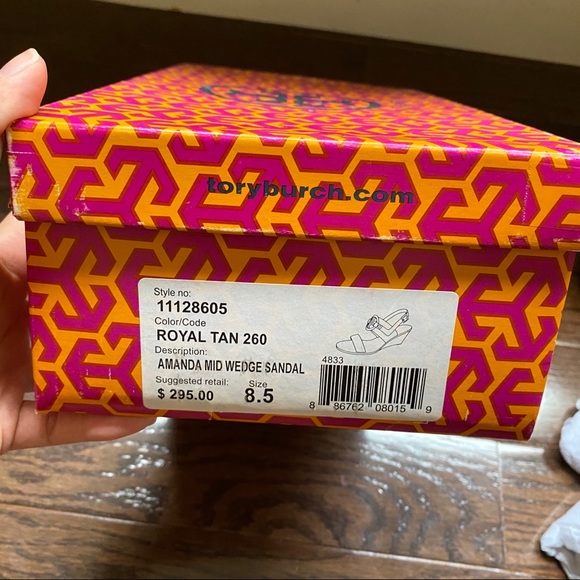 toryburch.com
Style no:
11128605
Color/Code
ROYAL TAN 260
Description:
AMANDA MID WEDGE SANDAL
Suggested retail: Size
$ 295.00 8.5
4833
8 86762 08015 9